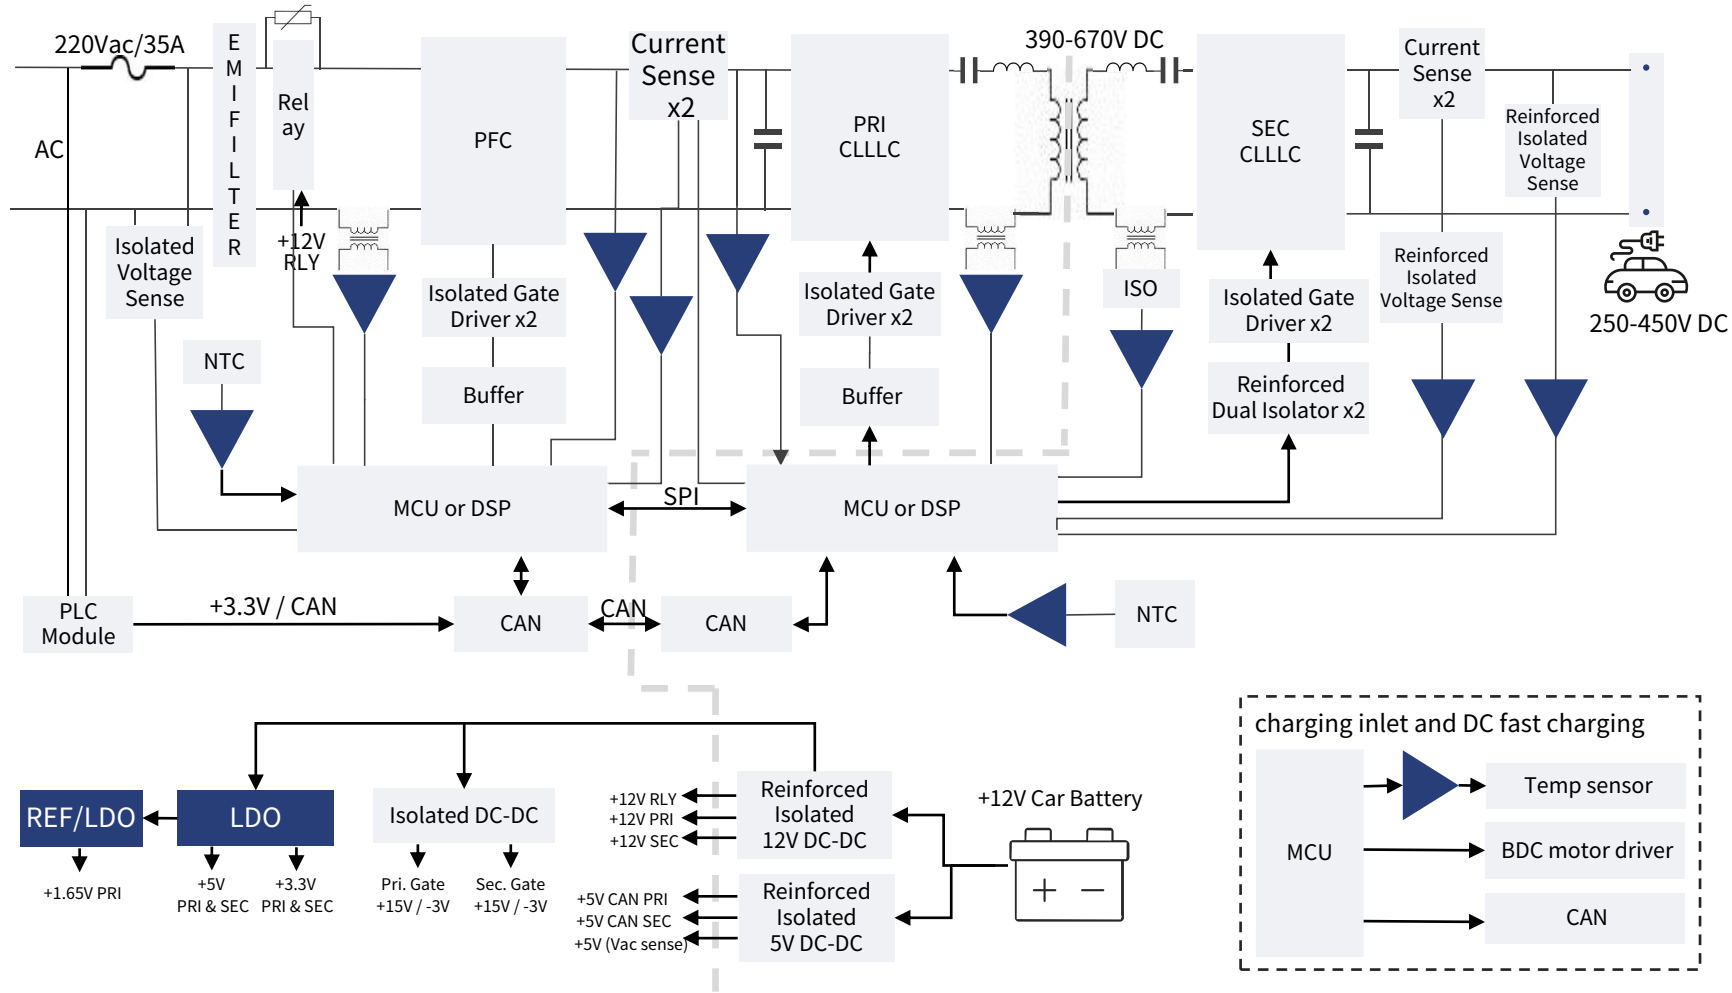 220Vac/35A
AC
E
M
I
F
I
L
T
E
R
Rel
ay
+12V
RLY
PFC
Current
Sense
x2
PRI
CLLLC
390-670V DC
SEC
CLLLC
Current
Sense
x2
Reinforced
Isolated
Voltage
Sense
Isolated
Voltage
Sense
Isolated Gate
Driver x2
Isolated Gate
Driver x2
ISO
Isolated Gate
Driver x2
Reinforced
Isolated
Voltage Sense
250-450V DC
NTC
Buffer
Buffer
Reinforced
Dual Isolator x2
MCU or DSP
SPI
MCU or DSP
PLC
Module
+3.3V / CAN
CAN
CAN
CAN
NTC
REF/LDO
LDO
Isolated DC-DC
+1.65V PRI
+5V
PRI & SEC
+3.3V
PRI & SEC
Pri. Gate
+15V / -3V
Sec. Gate
+15V / -3V
+12V RLY
+12V PRI
+12V SEC
Reinforced
Isolated
12V DC-DC
+5V CAN PRI
+5V CAN SEC
+5V (Vac sense)
Reinforced
Isolated
5V DC-DC
+12V Car Battery
+ −
charging inlet and DC fast charging
MCU
Temp sensor
BDC motor driver
CAN